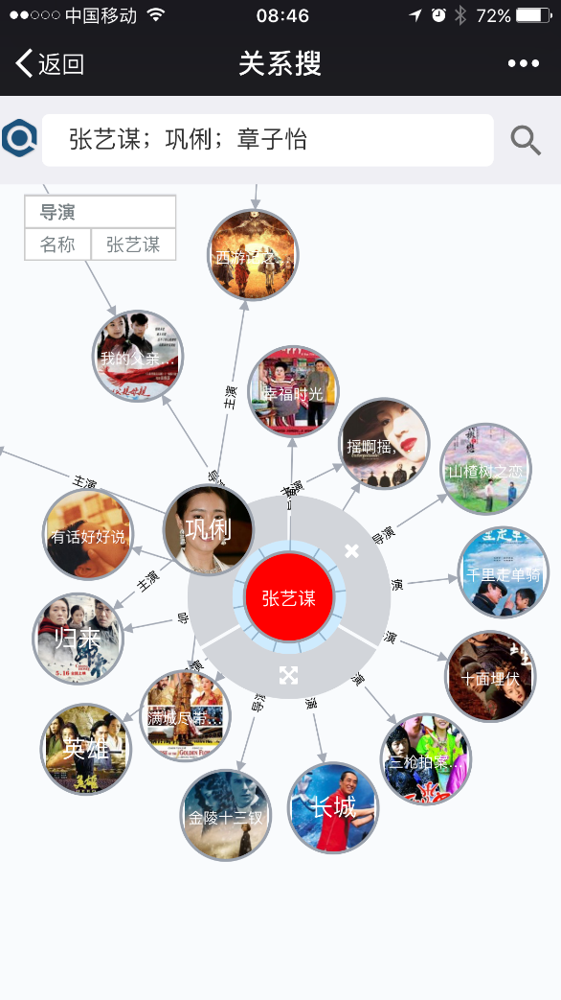 中国移动
08:46
72%
返回
关系搜
张艺谋；巩俐；章子怡
导演
名称
张艺谋
我的父亲...
幸福时光
主演
摇啊摇，
山楂树之恋
主演
巩俐
导演
有话好好说
千里走单骑
主演
张艺谋
演
归来
导
演
十面埋伏
满城尽带...
导演
演
演
三枪拍案...
英雄
金陵十三钗
长城